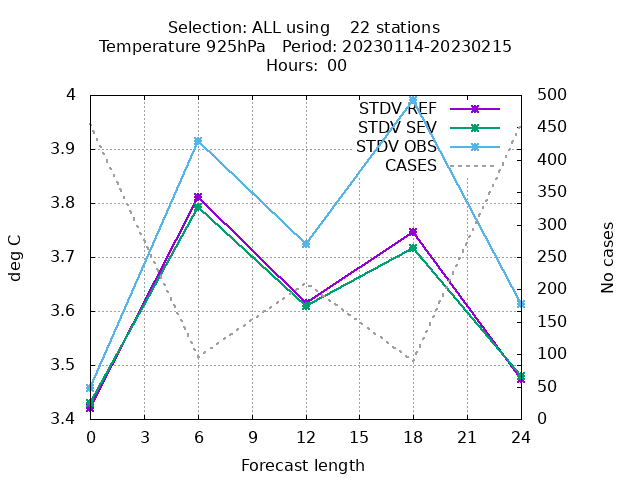 Selection: ALL using    22 stations
Temperature 925hPa   Period: 20230114-20230215
Hours:  00
4
3.9
3.8
3.7
3.6
3.5
3.4
deg C
STDV REF
STDV SEV
STDV OBS
CASES
500
450
400
350
300
250
200
150
100
50
0
No cases
0 3 6 9 12 15 18 21 24
Forecast length